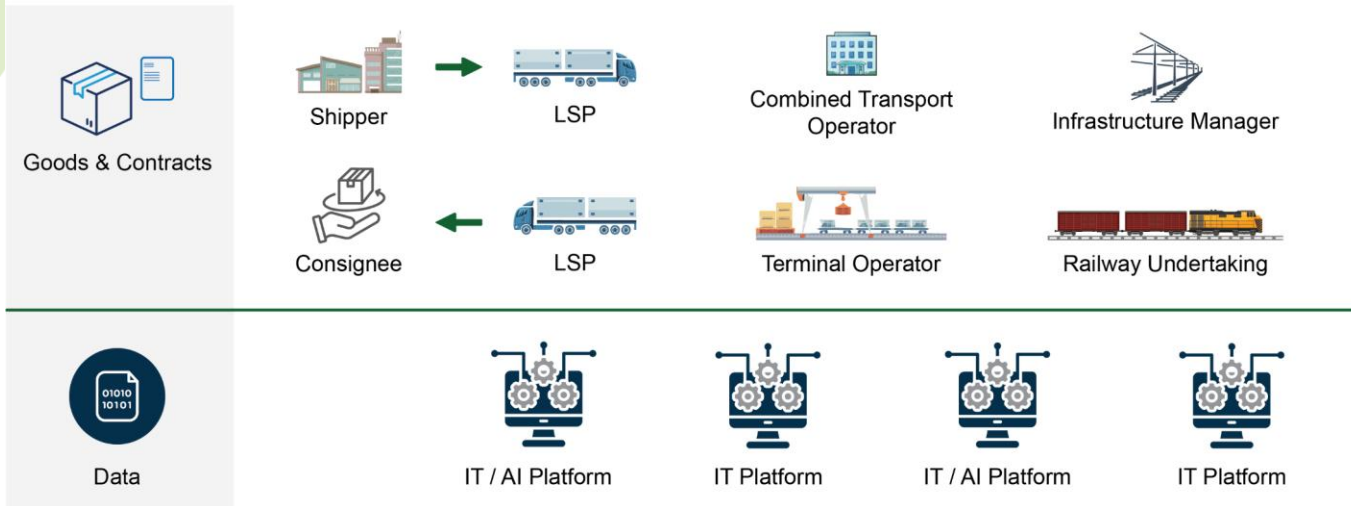 Goods & Contracts
Shipper
LSP
Combined Transport
Operator
Infrastructure Manager
Consignee
LSP
Terminal Operator
Railway Undertaking
01010
10101
Data
IT / AI Platform
IT Platform
IT / AI Platform
IT Platform